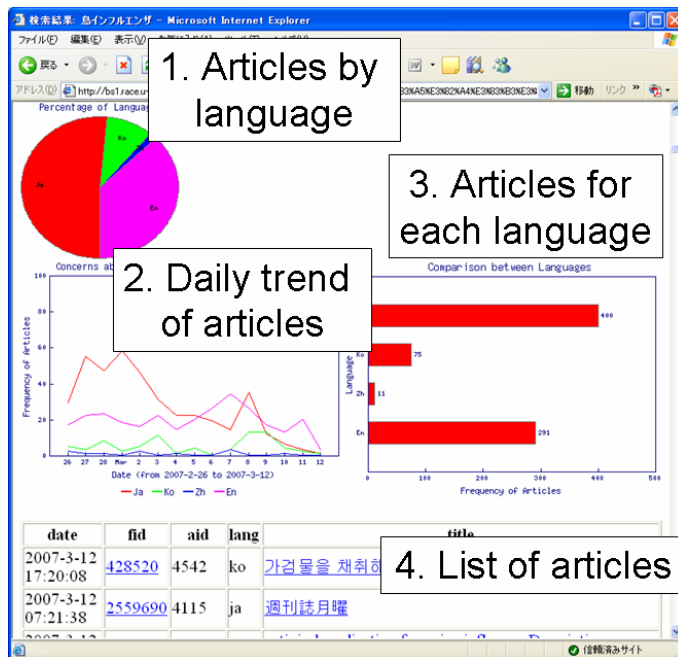 検索結果: 鳥インフルエンザ - Microsoft Internet Explorer
ファイル(F) 編集(E) 表示(V)
戻る
アドレス(D) http://bs1.race.u
移動 リンク
1. Articles by
language
Percentage of
Ko
Ja
En
3. Articles for
each language
2. Daily trend
of articles
Concerns
Comparison between Languages
Frequency of Articles
100
80
60
40
20
0
26 27 28 Mar 2 3 4 5 6 7 8 9 10 11 12
Date (from 2007-2-26 to 2007-3-12)
Ja Ko Zh En
Language
400
Ko 75
Zh 11
En 291
0 100 200 300 400 500
Frequency of Articles
date fid aid lang title
2007-3-12
17:20:08 428520 4542 ko 가검물을 채취해
4. List of articles
2007-3-12
07:21:38 2559690 4115 ja 週刊誌月曜
信頼済みサイト